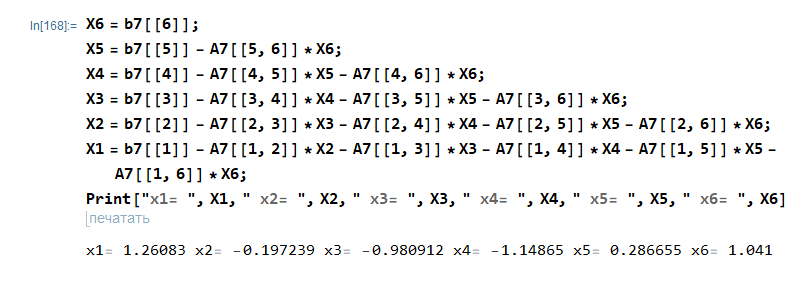 In[168]:= X6 = b7[[6]];
X5 = b7[[5]] - A7[[5, 6]] * X6;
X4 = b7[[4]] - A7[[4, 5]] * X5 - A7[[4, 6]] * X6;
X3 = b7[[3]] - A7[[3, 4]] * X4 - A7[[3, 5]] * X5 - A7[[3, 6]] * X6;
X2 = b7[[2]] - A7[[2, 3]] * X3 - A7[[2, 4]] * X4 - A7[[2, 5]] * X5 - A7[[2, 6]] * X6;
X1 = b7[[1]] - A7[[1, 2]] * X2 - A7[[1, 3]] * X3 - A7[[1, 4]] * X4 - A7[[1, 5]] * X5 -
A7[[1, 6]] * X6;
Print["x1= ", X1, " x2= ", X2, " x3= ", X3, " x4= ", X4, " x5= ", X5, " x6= ", X6]
печатать
x1= 1.26083 x2= -0.197239 x3= -0.980912 x4= -1.14865 x5= 0.286655 x6= 1.041